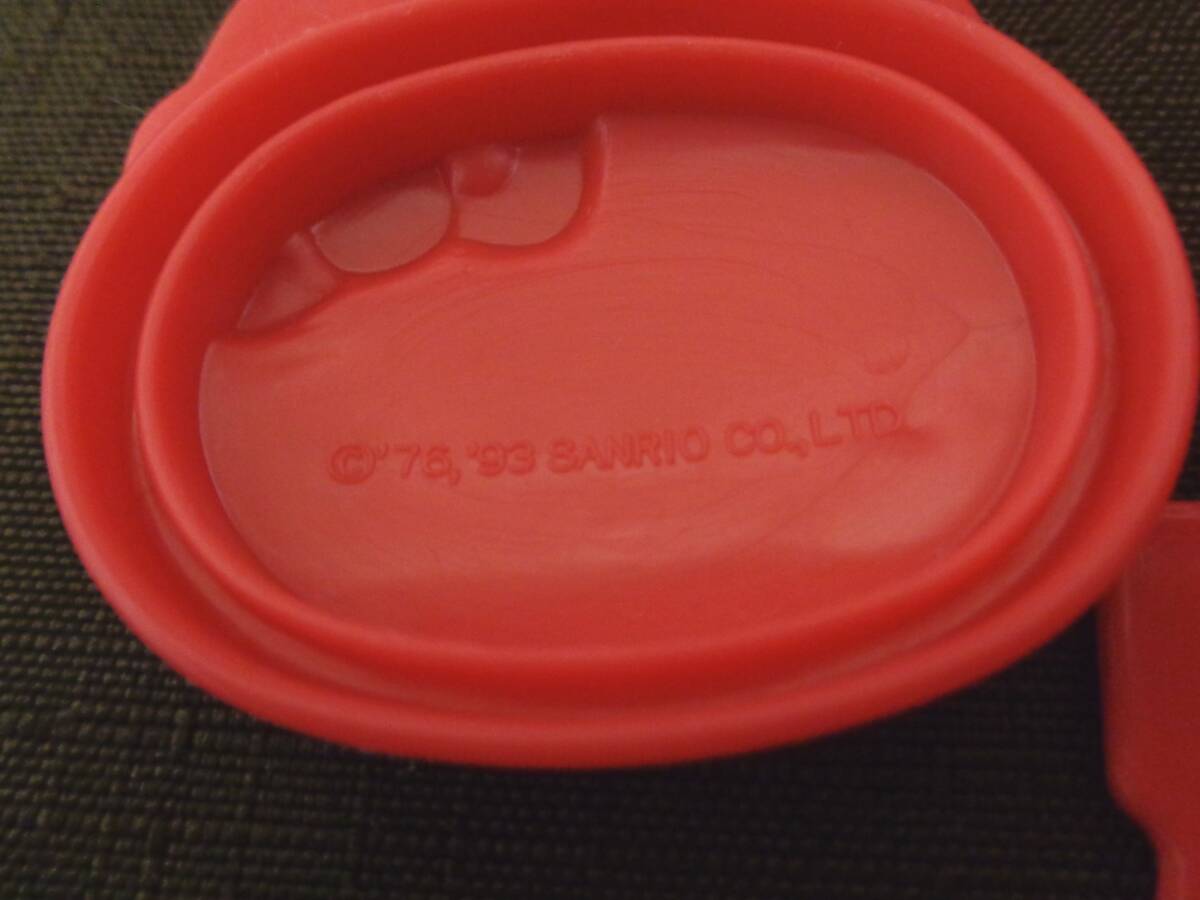 ©'76, '93 SANRIO CO., LTD.